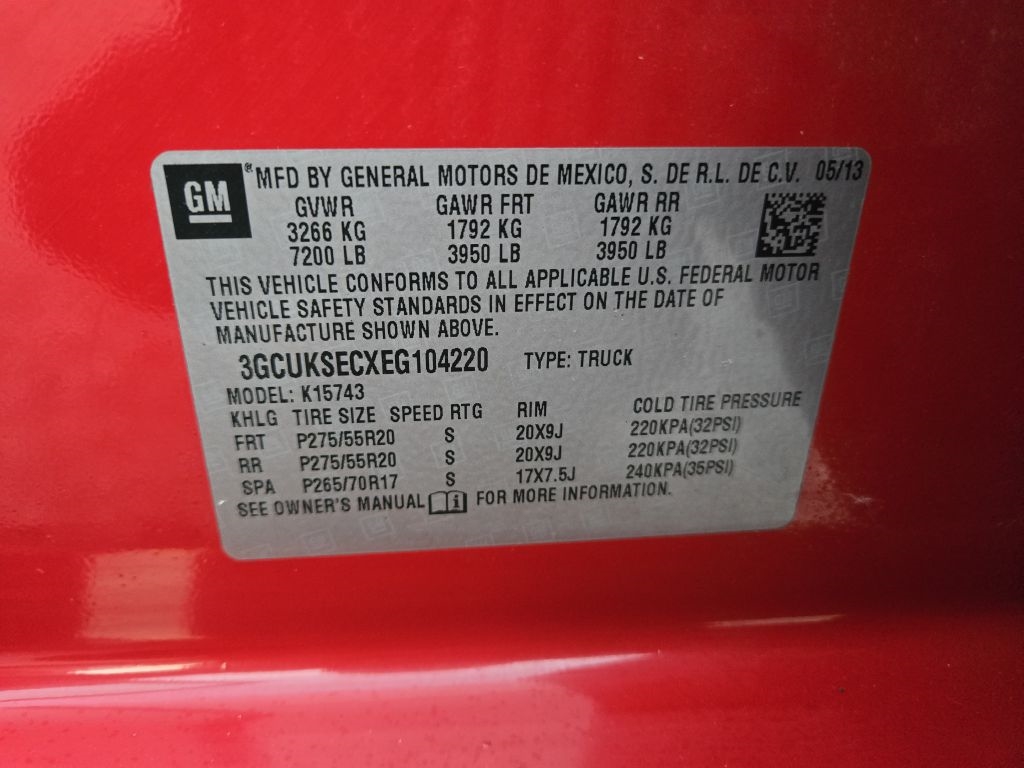 GM ® MFD BY GENERAL MOTORS DE MEXICO, S. DE R.L. DE C.V. 05/13
GVWR GAWR FRT GAWR RR
3266 KG 1792 KG 1792 KG
7200 LB 3950 LB 3950 LB
THIS VEHICLE CONFORMS TO ALL APPLICABLE U.S. FEDERAL MOTOR
VEHICLE SAFETY STANDARDS IN EFFECT ON THE DATE OF
MANUFACTURE SHOWN ABOVE.
3GCUKSECXEG104220 TYPE: TRUCK
MODEL: K15743
KHLG TIRE SIZE SPEED RTG RIM COLD TIRE PRESSURE
FRT P275/55R20 S 20X9J 220KPA(32PSI)
RR P275/55R20 S 20X9J 220KPA(32PSI)
SPA P265/70R17 S 17X7.5J 240KPA(35PSI)
SEE OWNER'S MANUAL FOR MORE INFORMATION.